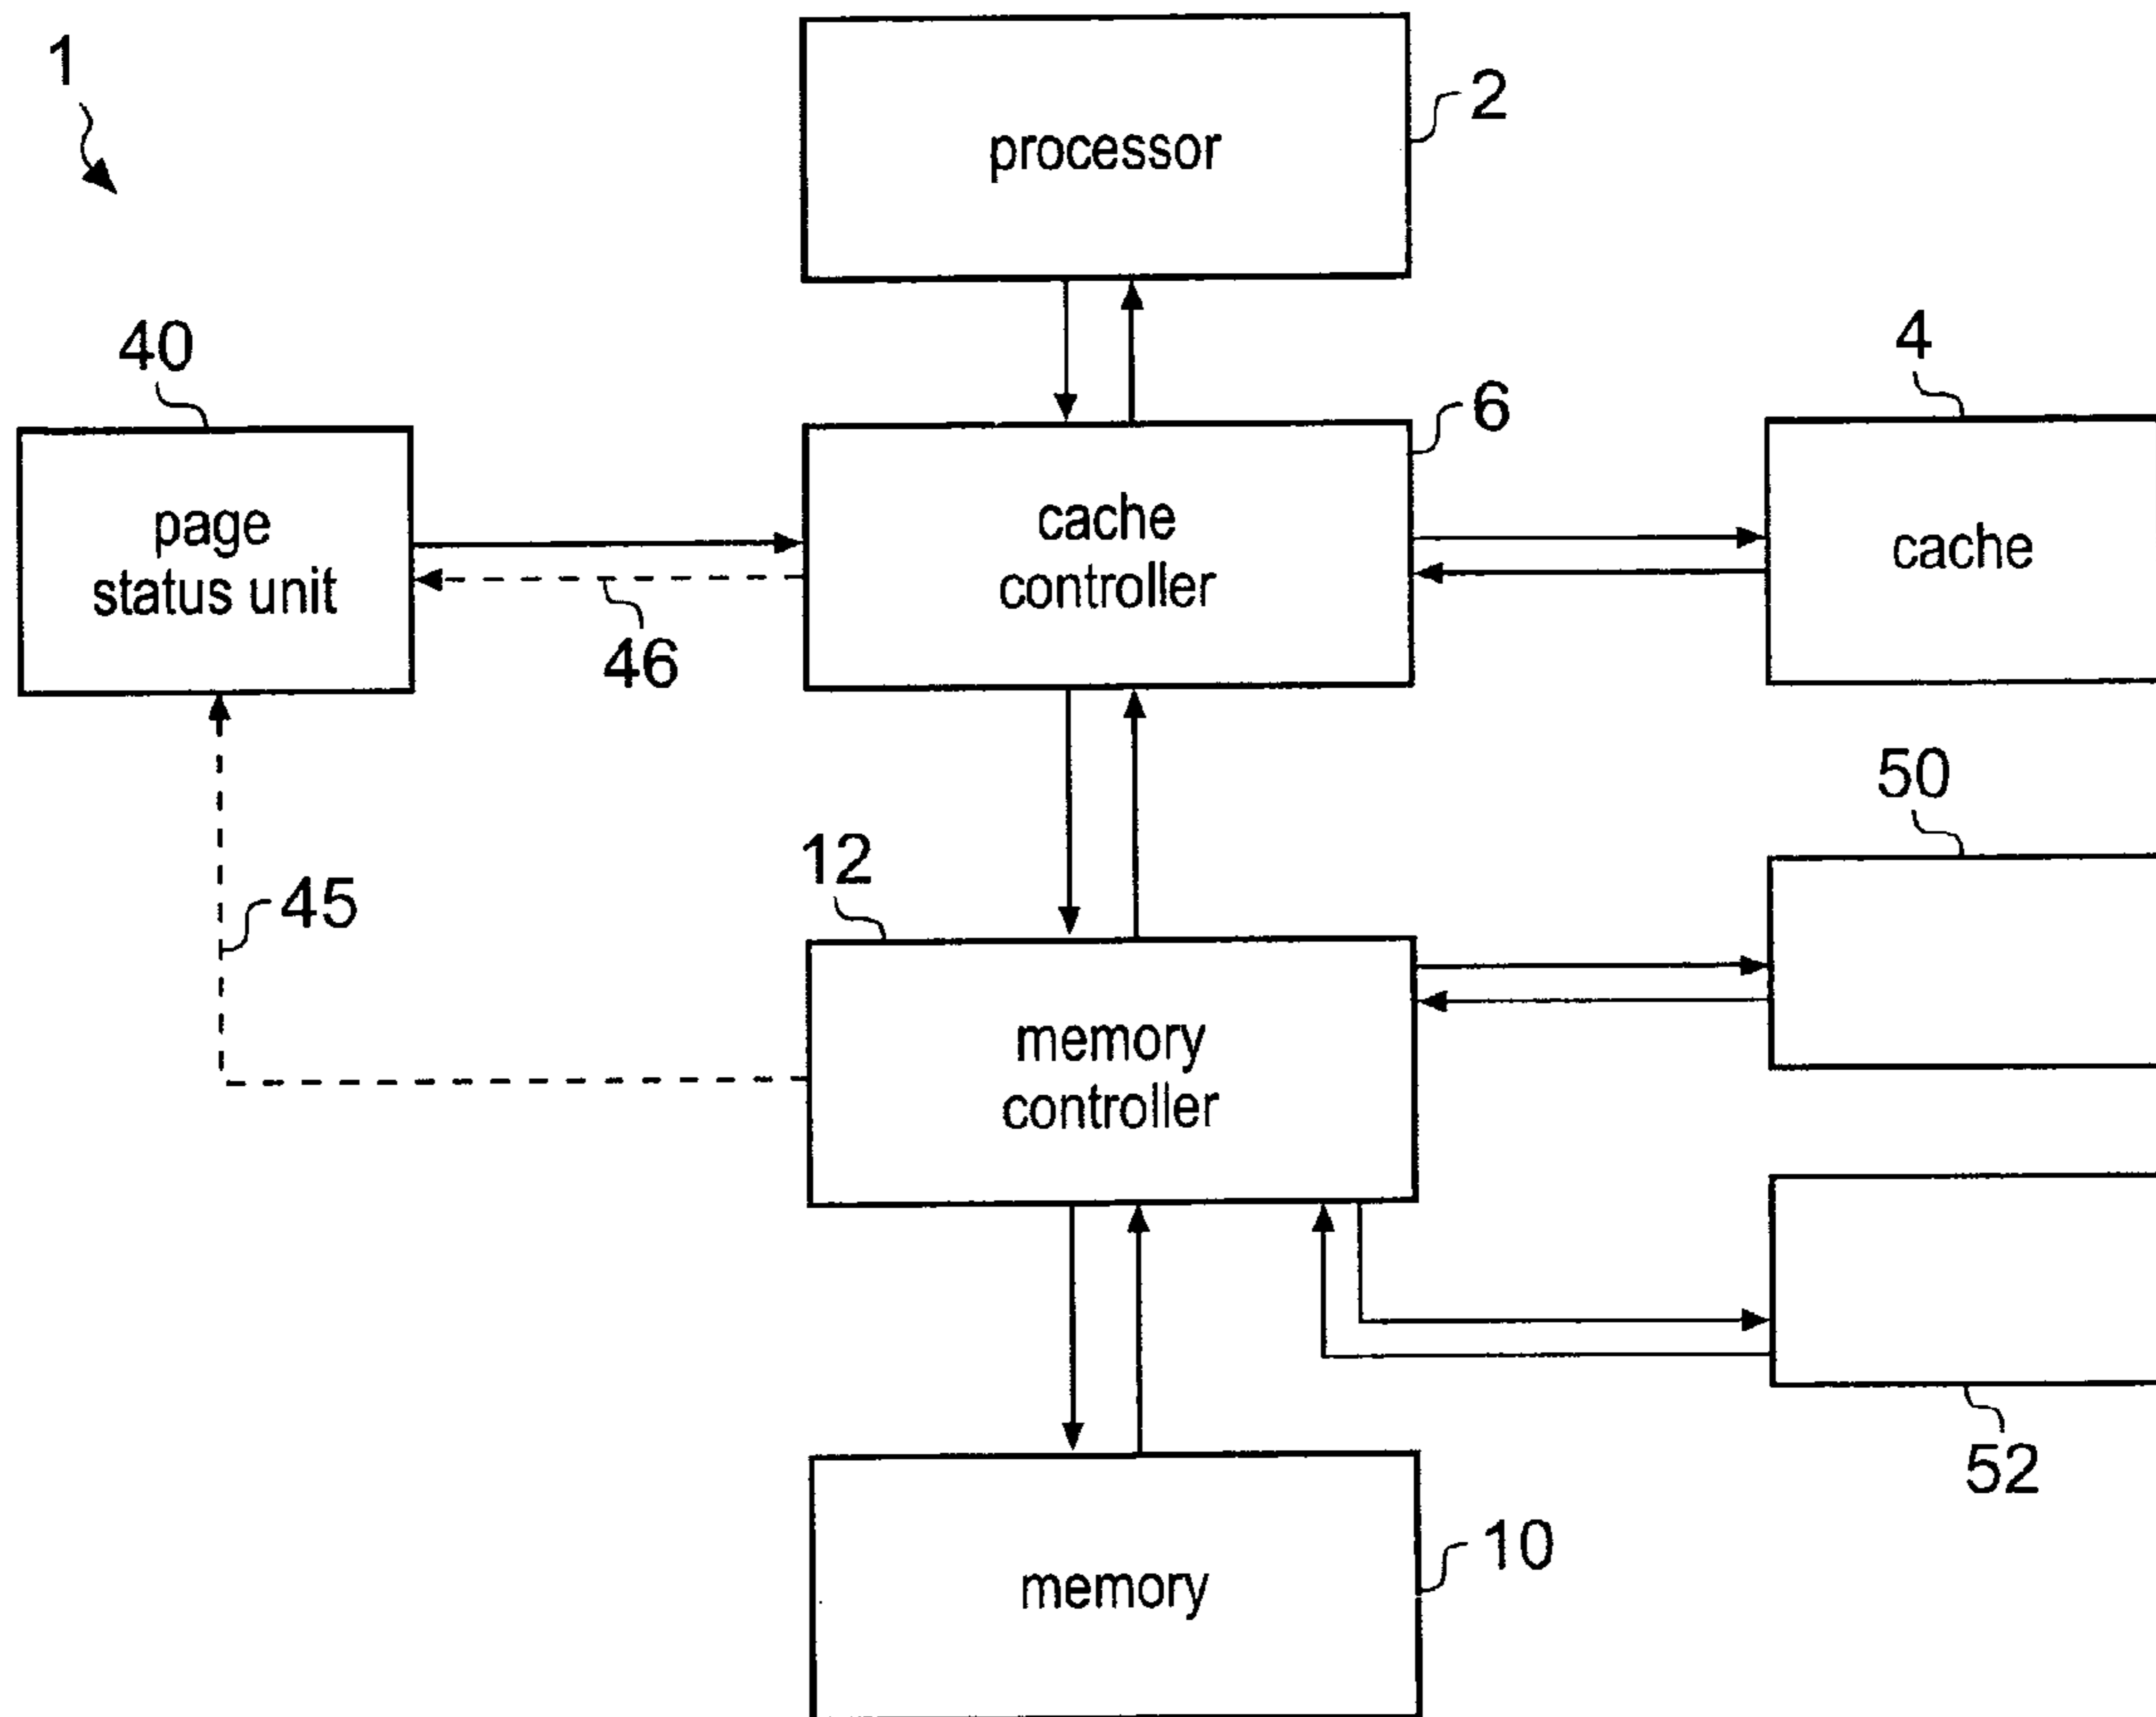 1
2
processor
40
4
6
page
status unit
cache
controller
cache
46
50
12
45
memory
controller
52
10
memory